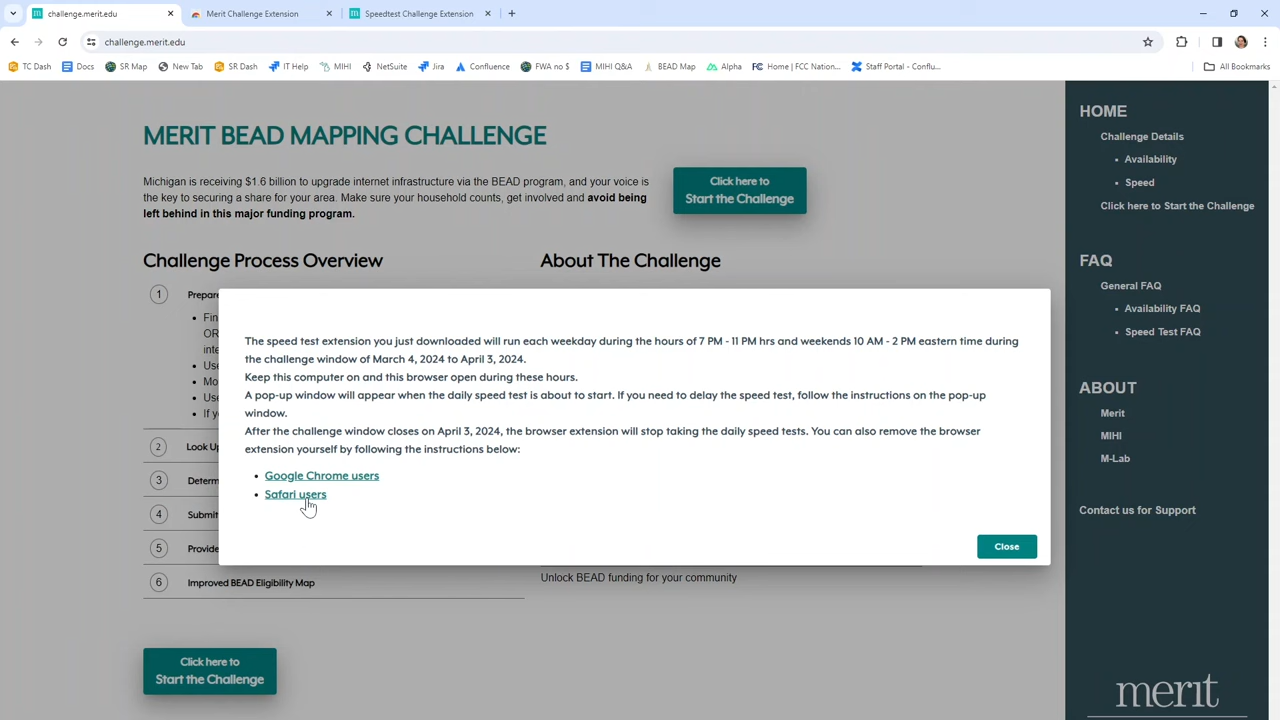 challenge.merit.edu
Merit Challenge Extension
Speedtest Challenge Extension
challenge.merit.edu
TC Dash
Docs
SR Map
New Tab
SR Dash
IT Help
MIHI
NetSuite
Jira
Confluence
FWA no $
MIHI Q&A
BEAD Map
Alpha
Home | FCC Nation...
Staff Portal - Conflu...
All Bookmarks
MERIT BEAD MAPPING CHALLENGE
Michigan is receiving $1.6 billion to upgrade internet infrastructure via the BEAD program, and your voice is
the key to securing a share for your area. Make sure your household counts, get involved and avoid being
left behind in this major funding program.
Click here to
Start the Challenge
Challenge Process Overview
About The Challenge
1 Prepare
• Fin
OR
inte
• Use
• Mo
• Use
• If y
2 Look Up
3 Determ
4 Submit
5 Provide
6 Improved BEAD Eligibility Map
The speed test extension you just downloaded will run each weekday during the hours of 7 PM - 11 PM hrs and weekends 10 AM - 2 PM eastern time during
the challenge window of March 4, 2024 to April 3, 2024.
Keep this computer on and this browser open during these hours.
A pop-up window will appear when the daily speed test is about to start. If you need to delay the speed test, follow the instructions on the pop-up
window.
After the challenge window closes on April 3, 2024, the browser extension will stop taking the daily speed tests. You can also remove the browser
extension yourself by following the instructions below:
• Google Chrome users
• Safari users
Close
Unlock BEAD funding for your community
Click here to
Start the Challenge
HOME
Challenge Details
• Availability
• Speed
Click here to Start the Challenge
FAQ
General FAQ
• Availability FAQ
• Speed Test FAQ
ABOUT
Merit
MIHI
M-Lab
Contact us for Support
merit